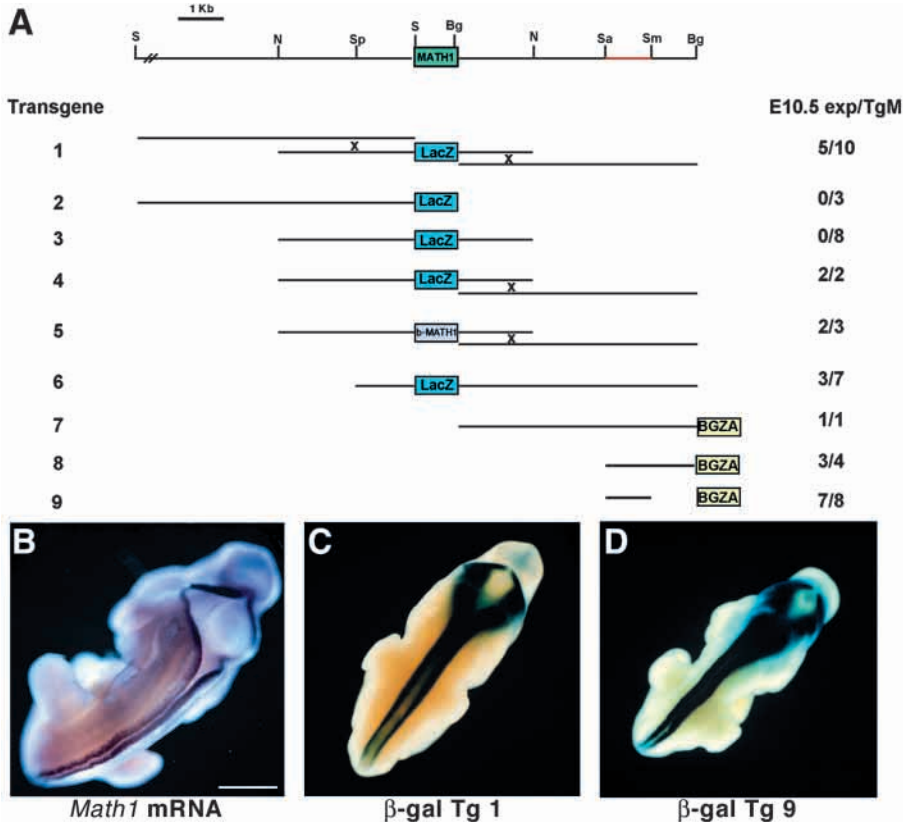 A
1 Kb
S N Sp S Bg N Sa Sm Bg
MATH1
Transgene E10.5 exp/TgM
1 X LacZ X 5/10
2 LacZ 0/3
3 LacZ 0/8
4 LacZ X 2/2
5 b-MATH1 X 2/3
6 LacZ 3/7
7 BGZA 1/1
8 BGZA 3/4
9 BGZA 7/8
B C D
Math1 mRNA β-gal Tg 1 β-gal Tg 9